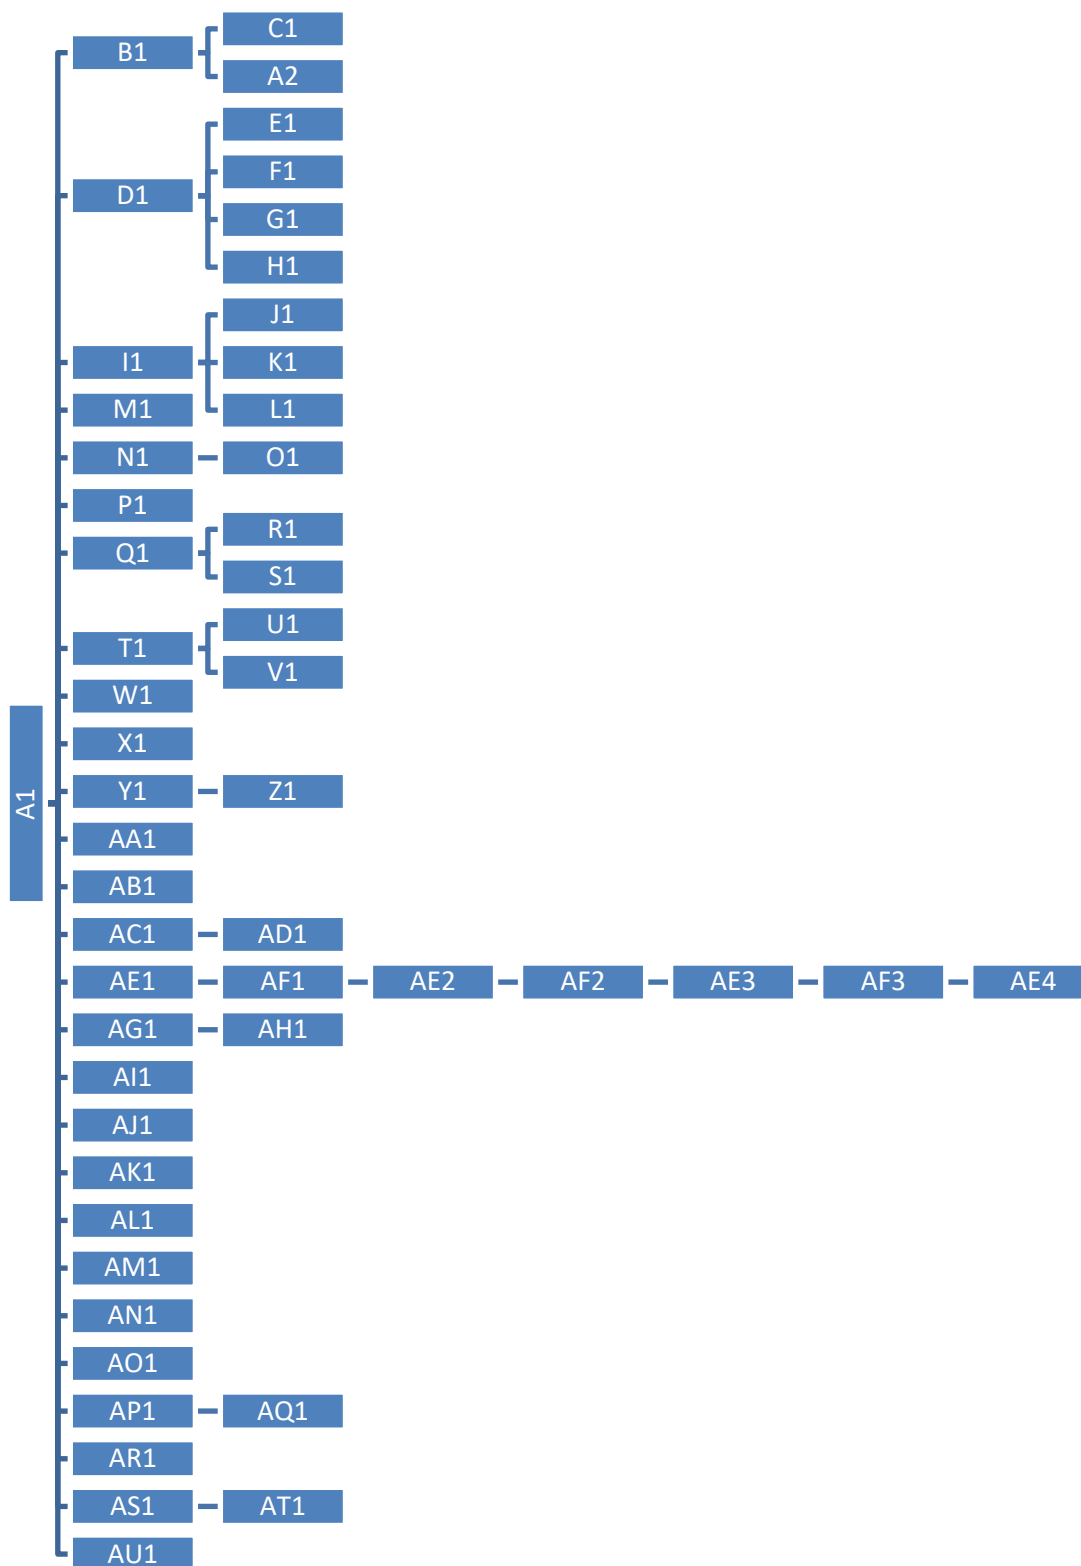 C1
B1
A2
E1
F1
D1
G1
H1
J1
I1 K1
M1 L1
N1 O1
P1
R1
Q1
S1
U1
T1
V1
W1
X1
A1
Y1 Z1
AA1
AB1
AC1 AD1
AE1 AF1 AE2 AF2 AE3 AF3 AE4
AG1 AH1
AI1
AJ1
AK1
AL1
AM1
AN1
AO1
AP1 AQ1
AR1
AS1 AT1
AU1